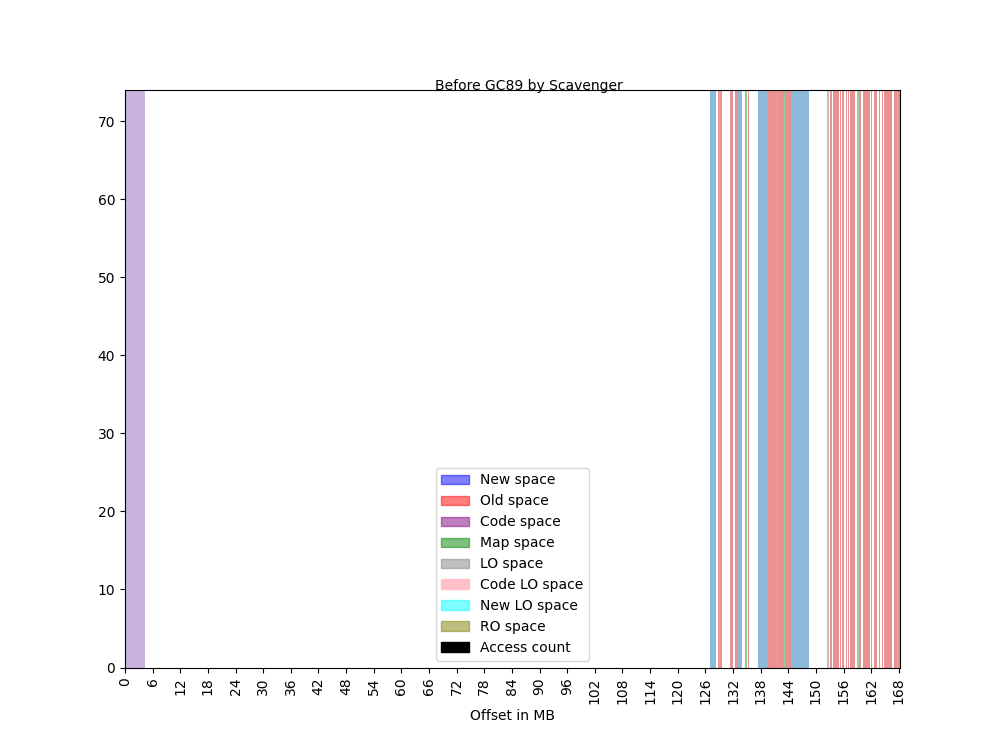 Before GC89 by Scavenger
70
60
50
40
30
20
10
0
New space
Old space
Code space
Map space
LO space
Code LO space
New LO space
RO space
Access count
0 6 12 18 24 30 36 42 48 54 60 66 72 78 84 90 96 102 108 114 120 126 132 138 144 150 156 162 168
Offset in MB